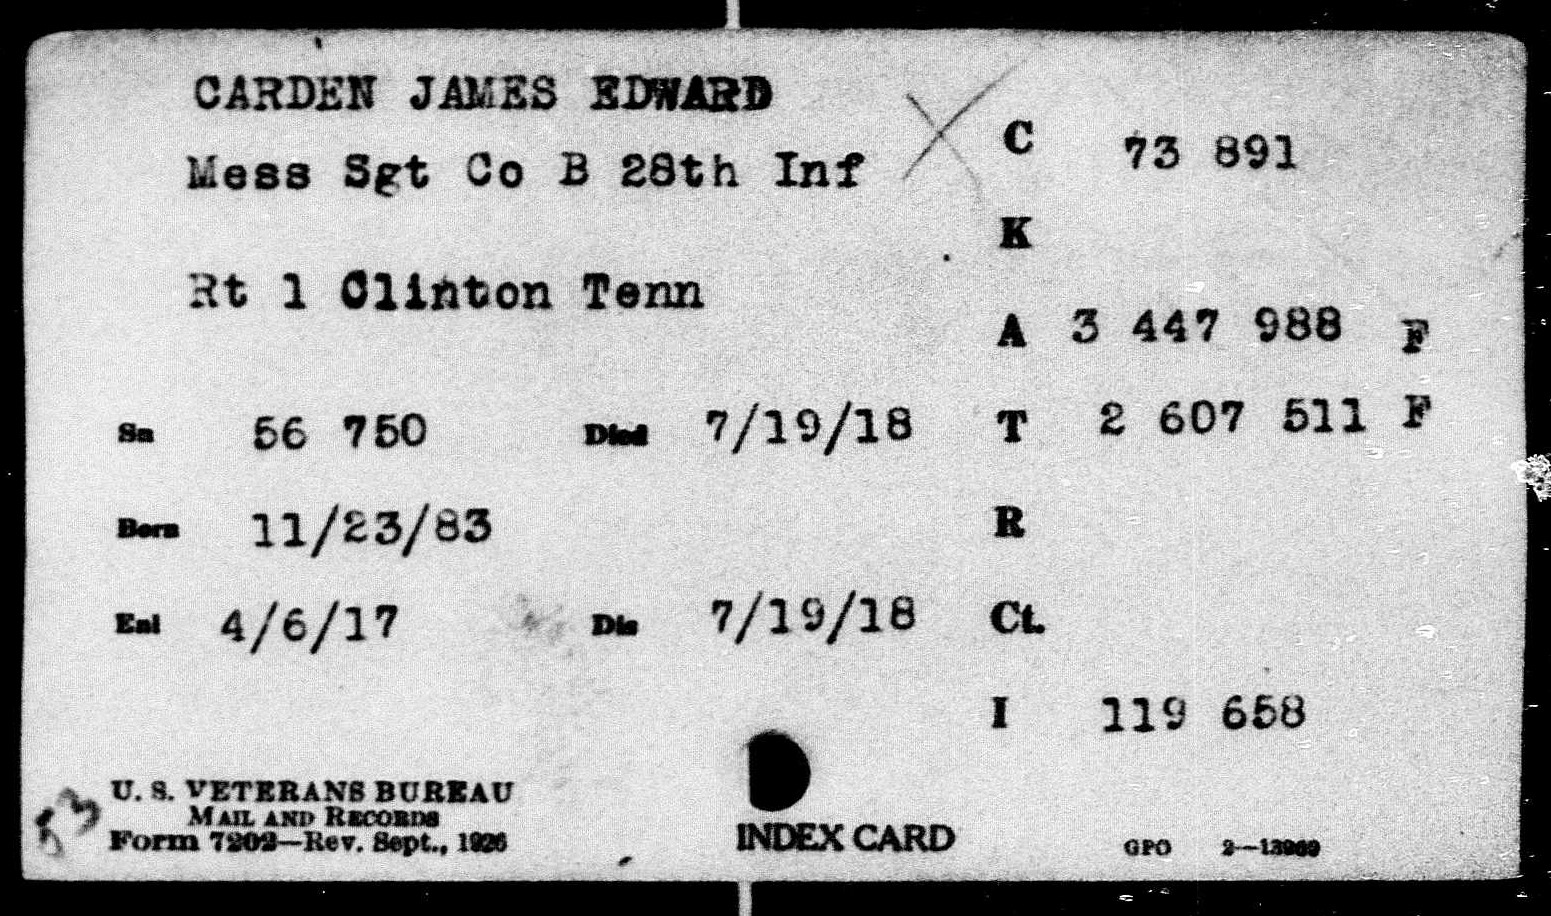 CARDEN JAMES EDWARD
Mess Sgt Co B 28th Inf
C 73 891
K
Rt 1 Clinton Tenn
A 3 447 988 F
Sn 56 750 Died 7/19/18 T 2 607 511 F
Born 11/23/83 R
Enl 4/6/17 Dis 7/19/18 Ct.
I 119 658
U. S. VETERANS BUREAU
MAIL AND RECORDS
Form 7202—Rev. Sept., 1926
53
INDEX CARD
GPO